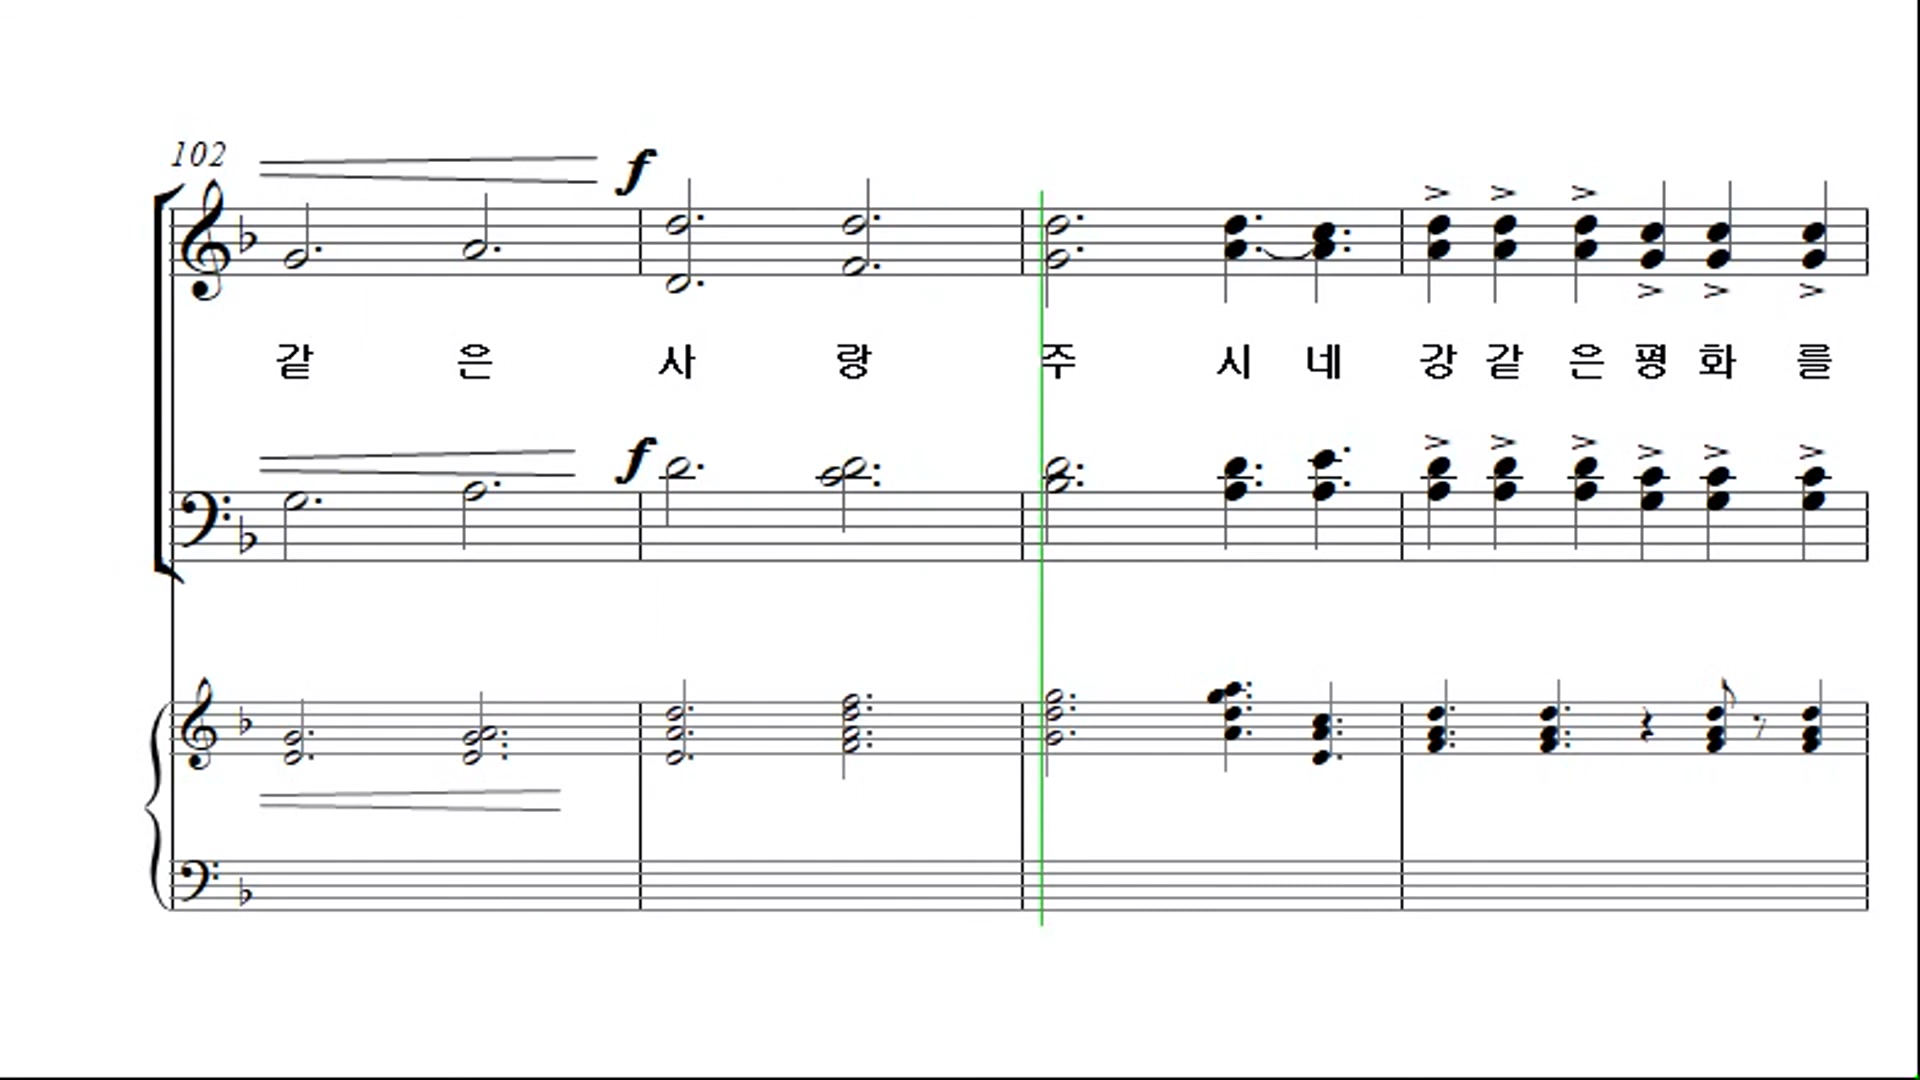 102
f
같 은 사 랑 주 시 네 강 같 은 평 화 를
f